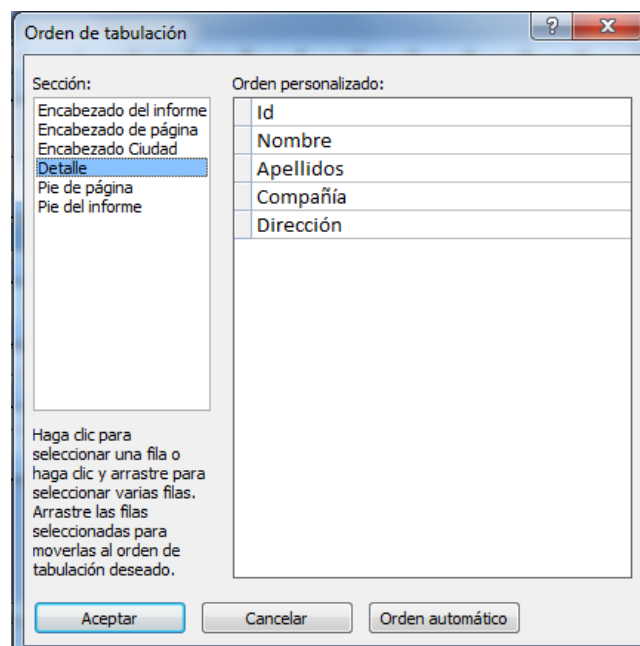 Orden de tabulación
Sección:
Encabezado del informe
Encabezado de página
Encabezado Ciudad
Detalle
Pie de página
Pie del informe
Haga clic para
seleccionar una fila o
haga clic y arrastre para
seleccionar varias filas.
Arrastre las filas
seleccionadas para
moverlas al orden de
tabulación deseado.
Orden personalizado:
Id
Nombre
Apellidos
Compañía
Dirección
Aceptar
Cancelar
Orden automático